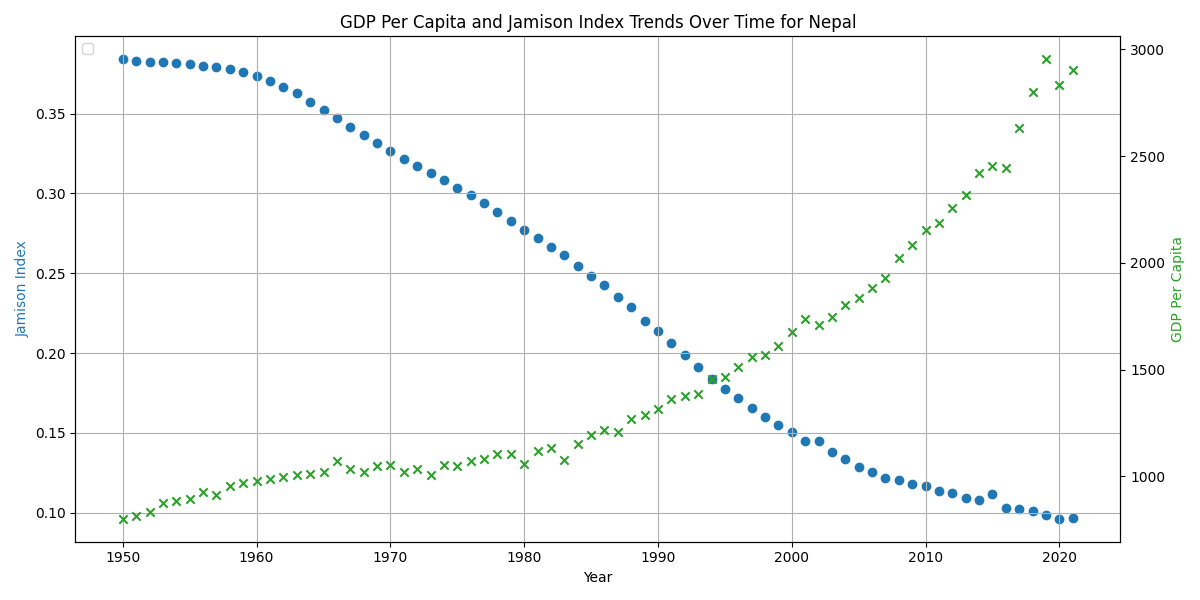 GDP Per Capita and Jamison Index Trends Over Time for Nepal
Jamison Index
0.35
0.30
0.25
0.20
0.15
0.10
3000
2500
2000
1500
1000
GDP Per Capita
1950 1960 1970 1980 1990 2000 2010 2020
Year